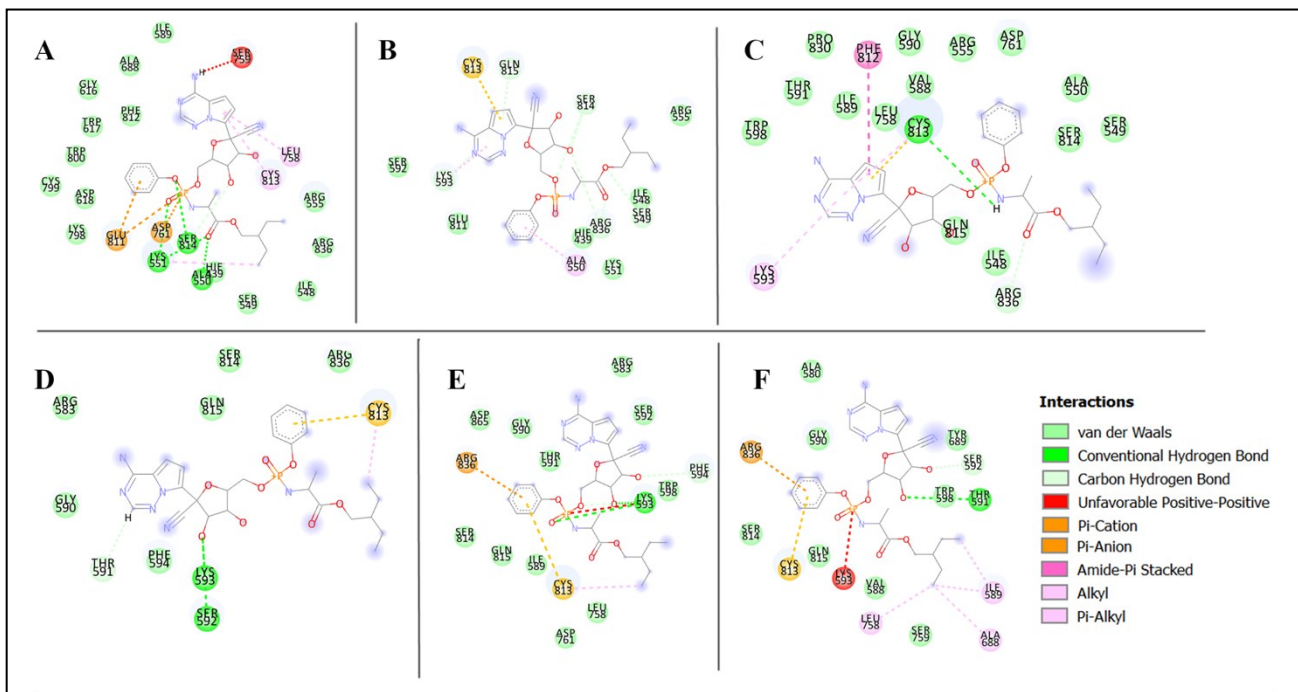 A
ILE
589
SER
759
ALA
688
GLY
616
PHE
612
TRP
617
LEU
758
TRP
800
CYS
813
CYS
799
ASP
618
ARG
555
LYS
798
GLU
811
ASP
761
SER
814
ARG
836
LYS
551
HIE
439
ALA
550
ILE
548
SER
549
B
CYS
813
GLN
815
SER
814
ARG
555
SER
592
LYS
593
ILE
548
GLU
811
ARG
836
SER
549
HIE
439
ALA
550
LYS
551
C
PRO
830
PHE
812
GLY
590
ARG
555
ASP
761
THR
591
VAL
588
ALA
550
ILE
589
LEU
758
TRP
598
CYS
813
SER
814
SER
549
H
GLN
815
LYS
593
ILE
548
ARG
836
D
SER
814
ARG
836
ARG
583
GLN
815
CYS
813
GLY
590
H
THR
591
PHE
594
LYS
593
SER
592
E
ARG
583
ASP
865
GLY
590
SER
592
ARG
836
THR
591
PHE
594
TRP
598
LYS
593
SER
814
GLN
815
ILE
589
CYS
813
LEU
758
ASP
761
F
ALA
580
ARG
836
GLY
590
TYR
689
SER
592
TRP
598
THR
591
SER
814
GLN
815
CYS
813
LYS
593
VAL
588
ILE
589
LEU
758
SER
759
ALA
688
Interactions
van der Waals
Conventional Hydrogen Bond
Carbon Hydrogen Bond
Unfavorable Positive-Positive
Pi-Cation
Pi-Anion
Amide-Pi Stacked
Alkyl
Pi-Alkyl